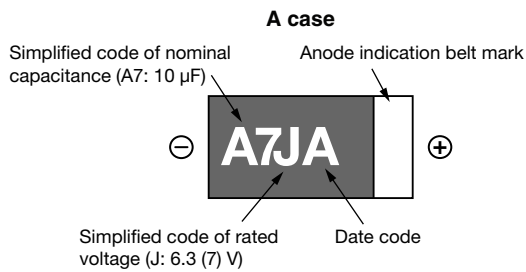 A case
Simplified code of nominal
capacitance (A7: 10 μF)
Anode indication belt mark
A7JA
Simplified code of rated
voltage (J: 6.3 (7) V)
Date code